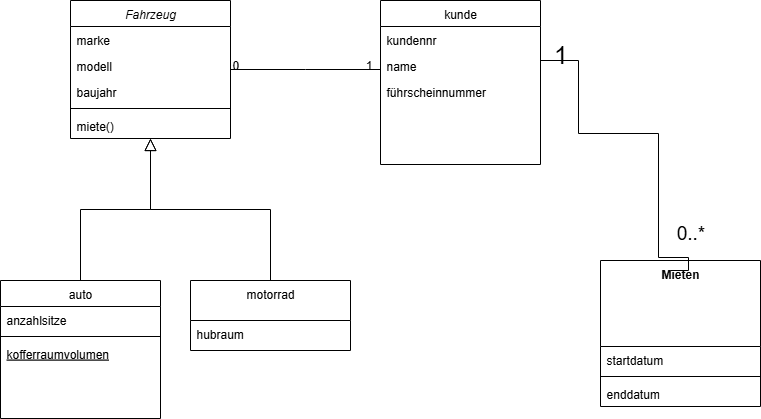 Fahrzeug
marke
modell
baujahr
miete()
0
1
kunde
kundennr
name
führscheinnummer
1
0..*
Mieten
startdatum
enddatum
auto
anzahlsitze
kofferraumvolumen
motorrad
hubraum